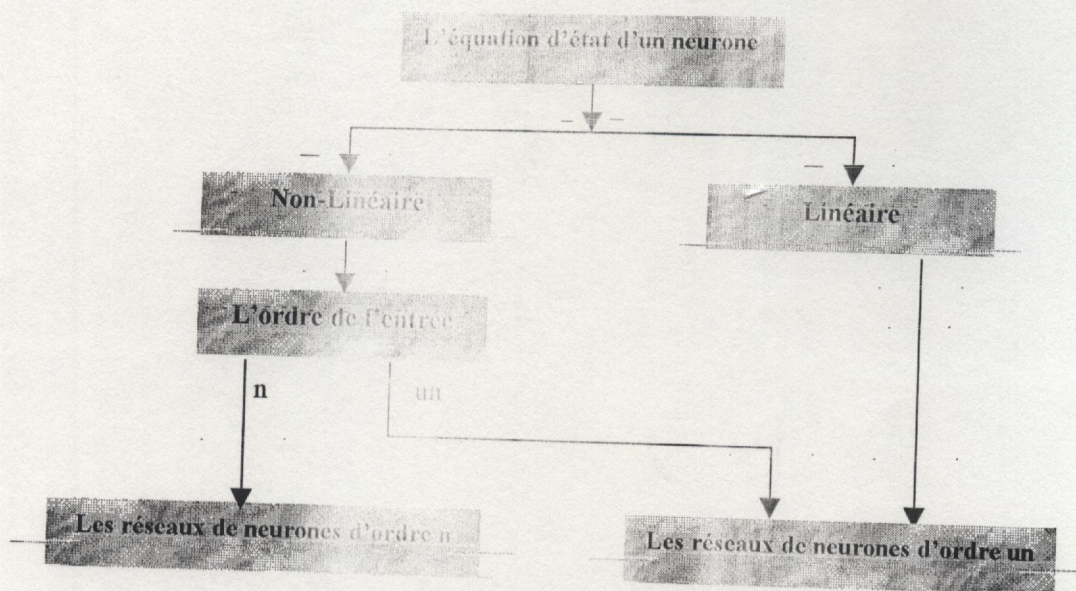 L'équation d'état d'un neurone
Non-Linéaire
Linéaire
L'ordre de l'entrée
n
un
Les réseaux de neurones d'ordre n
Les réseaux de neurones d'ordre un